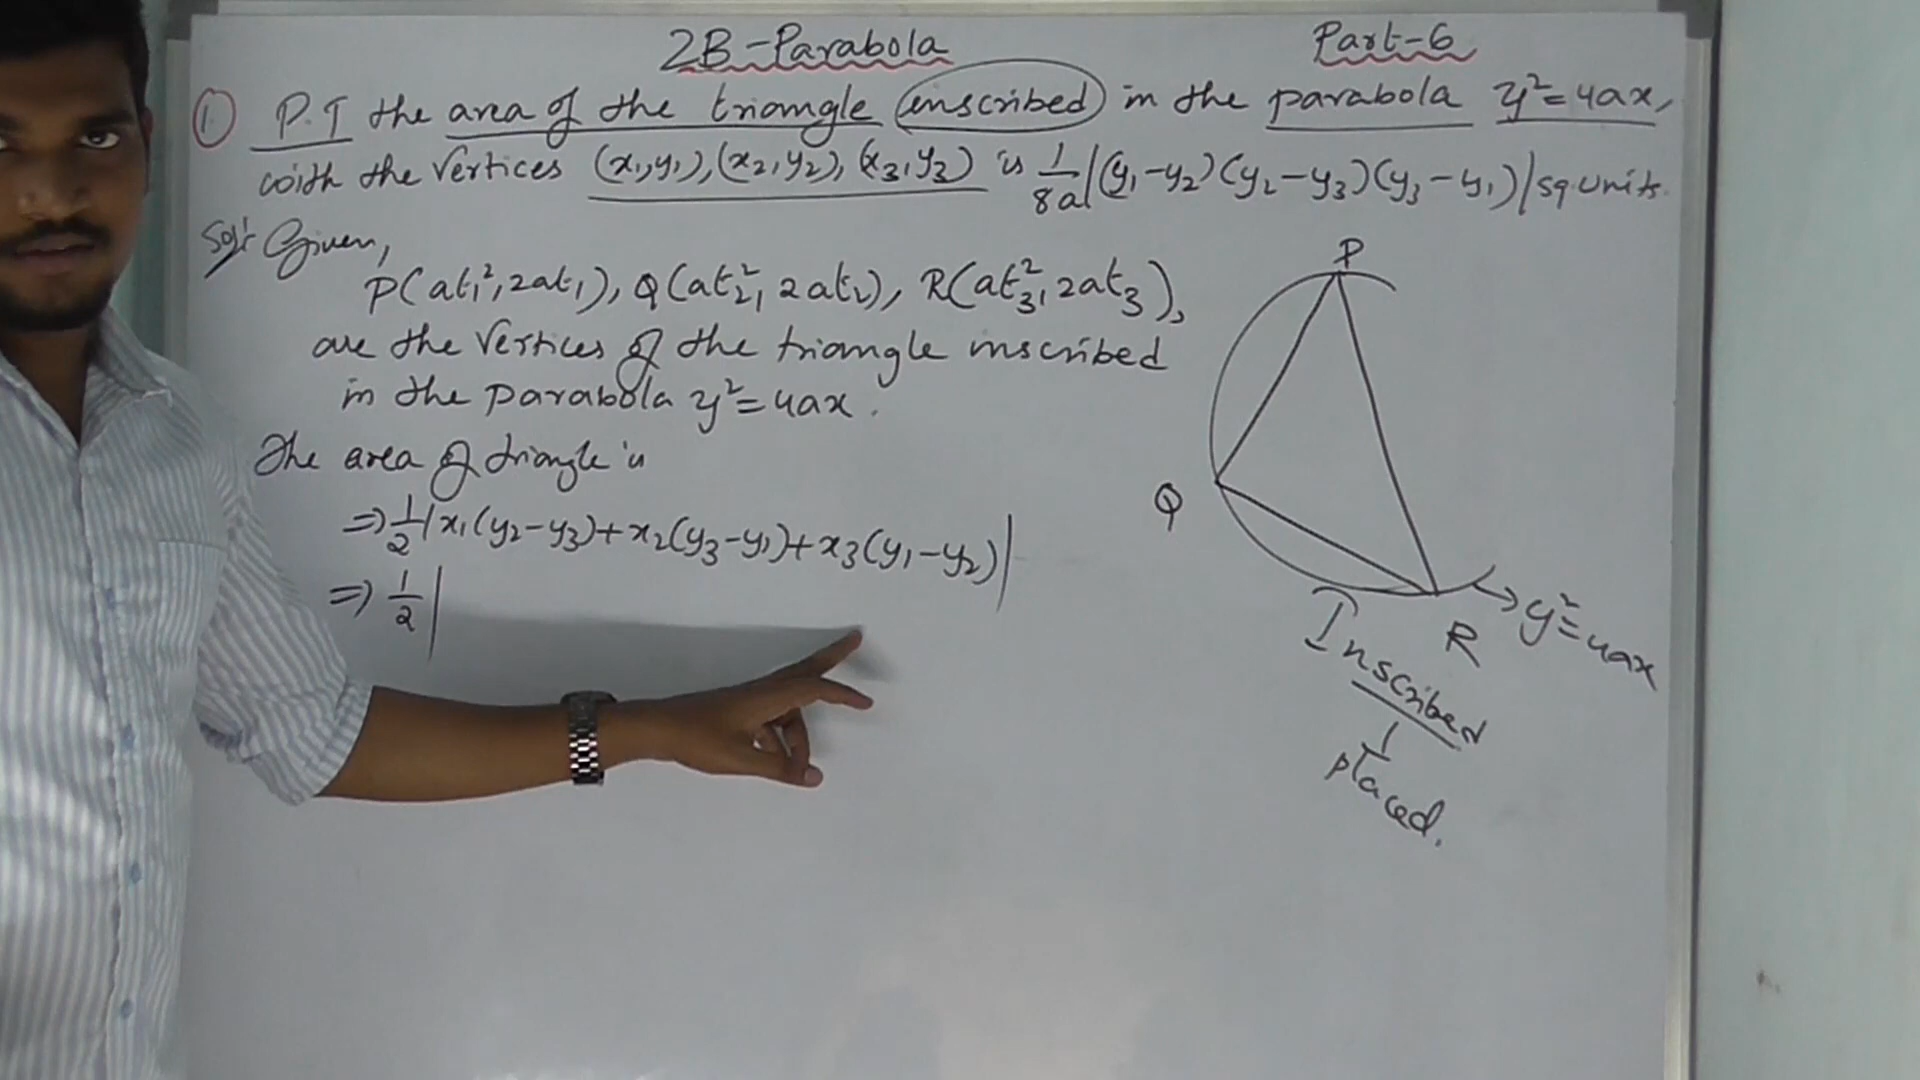 2B-Parabola Part-6
① P.T the area of the triangle inscribed in the parabola y²=4ax,
with the vertices (x₁,y₁),(x₂,y₂),(x₃,y₃) is 1/8a |(y₁-y₂)(y₂-y₃)(y₃-y₁)| sq units.
Sol: Given,
P(at₁²,2at₁), Q(at₂², 2at₂), R(at₃², 2at₃),
are the vertices of the triangle inscribed
in the parabola y²=4ax.
The area of triangle is
⇒ 1/2 |x₁(y₂-y₃)+x₂(y₃-y₁)+x₃(y₁-y₂)|
⇒ 1/2 |
P
Q
R
→ y²=4ax
Inscribed
↓
placed.